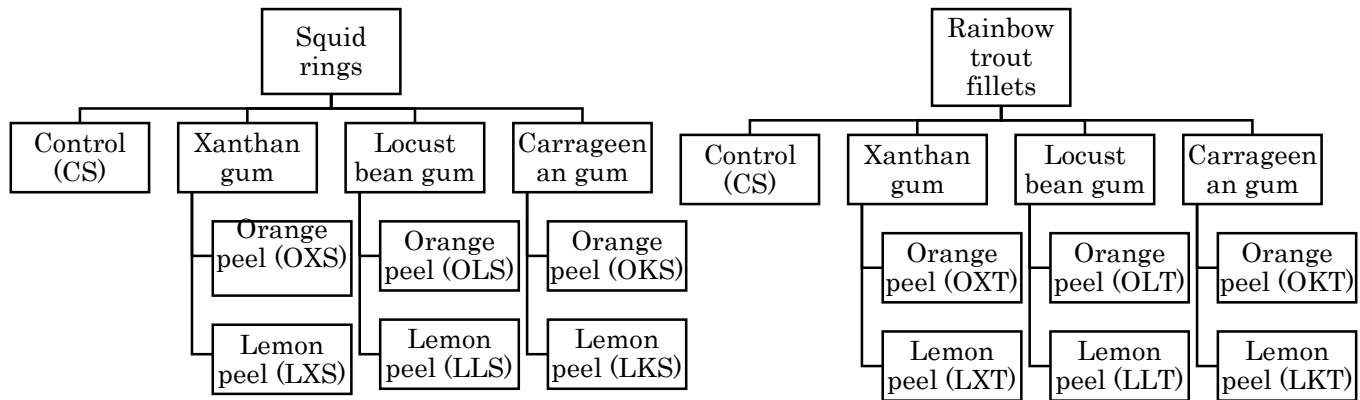 Squid
rings
Control
(CS)
Xanthan
gum
Locust
bean gum
Carrageen
an gum
Orange
peel (OXS)
Orange
peel (OLS)
Orange
peel (OKS)
Lemon
peel (LXS)
Lemon
peel (LLS)
Lemon
peel (LKS)
Rainbow
trout
fillets
Control
(CS)
Xanthan
gum
Locust
bean gum
Carrageen
an gum
Orange
peel (OXT)
Orange
peel (OLT)
Orange
peel (OKT)
Lemon
peel (LXT)
Lemon
peel (LLT)
Lemon
peel (LKT)